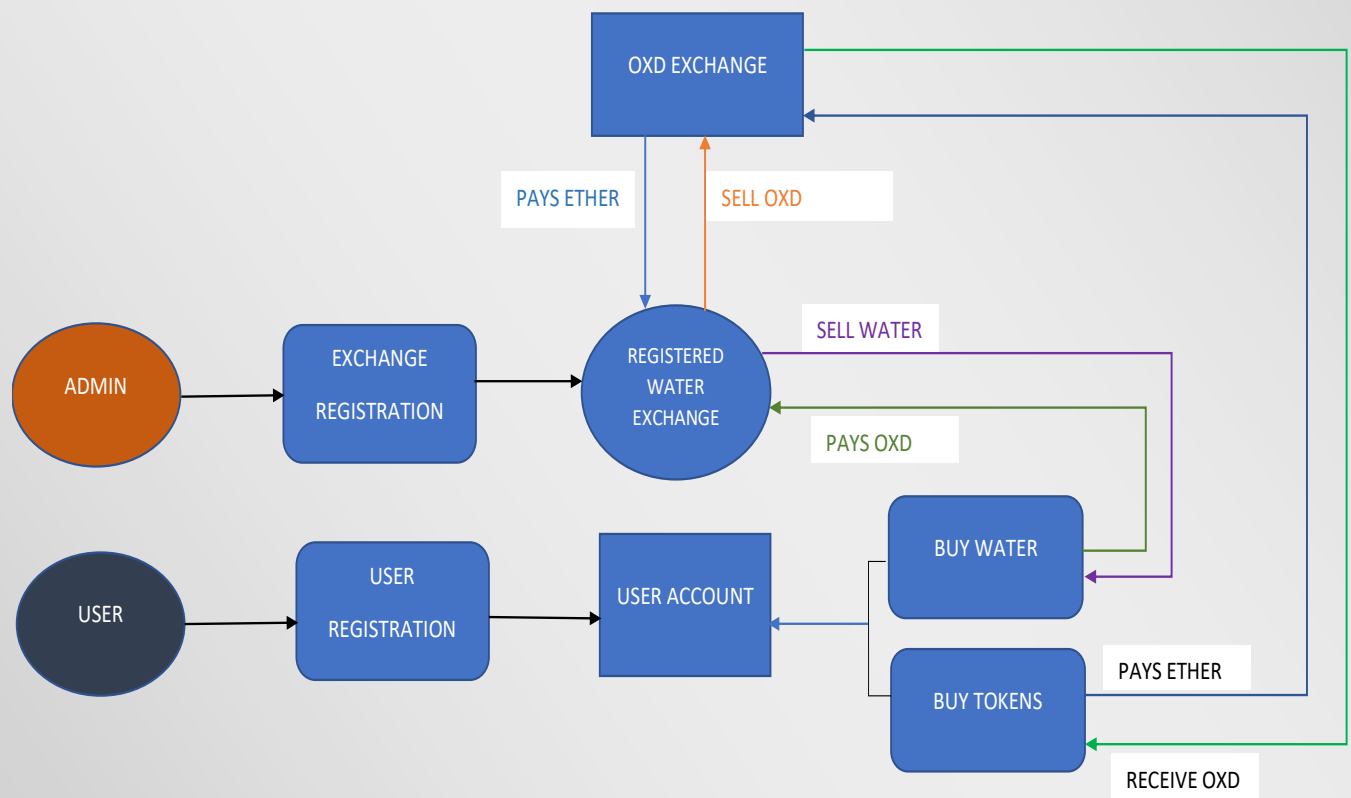 OXD EXCHANGE
PAYS ETHER
SELL OXD
SELL WATER
ADMIN
EXCHANGE
REGISTRATION
REGISTERED
WATER
EXCHANGE
PAYS OXD
BUY WATER
USER
USER
REGISTRATION
USER ACCOUNT
PAYS ETHER
BUY TOKENS
RECEIVE OXD